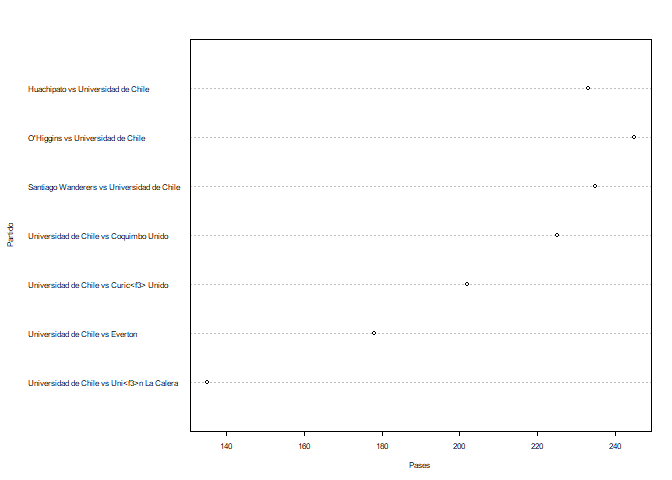 Huachipato vs Universidad de Chile
O'Higgins vs Universidad de Chile
Santiago Wanderers vs Universidad de Chile
Partido
Universidad de Chile vs Coquimbo Unido
Universidad de Chile vs Curic<f3> Unido
Universidad de Chile vs Everton
Universidad de Chile vs Uni<f3>n La Calera
140 160 180 200 220 240
Pases